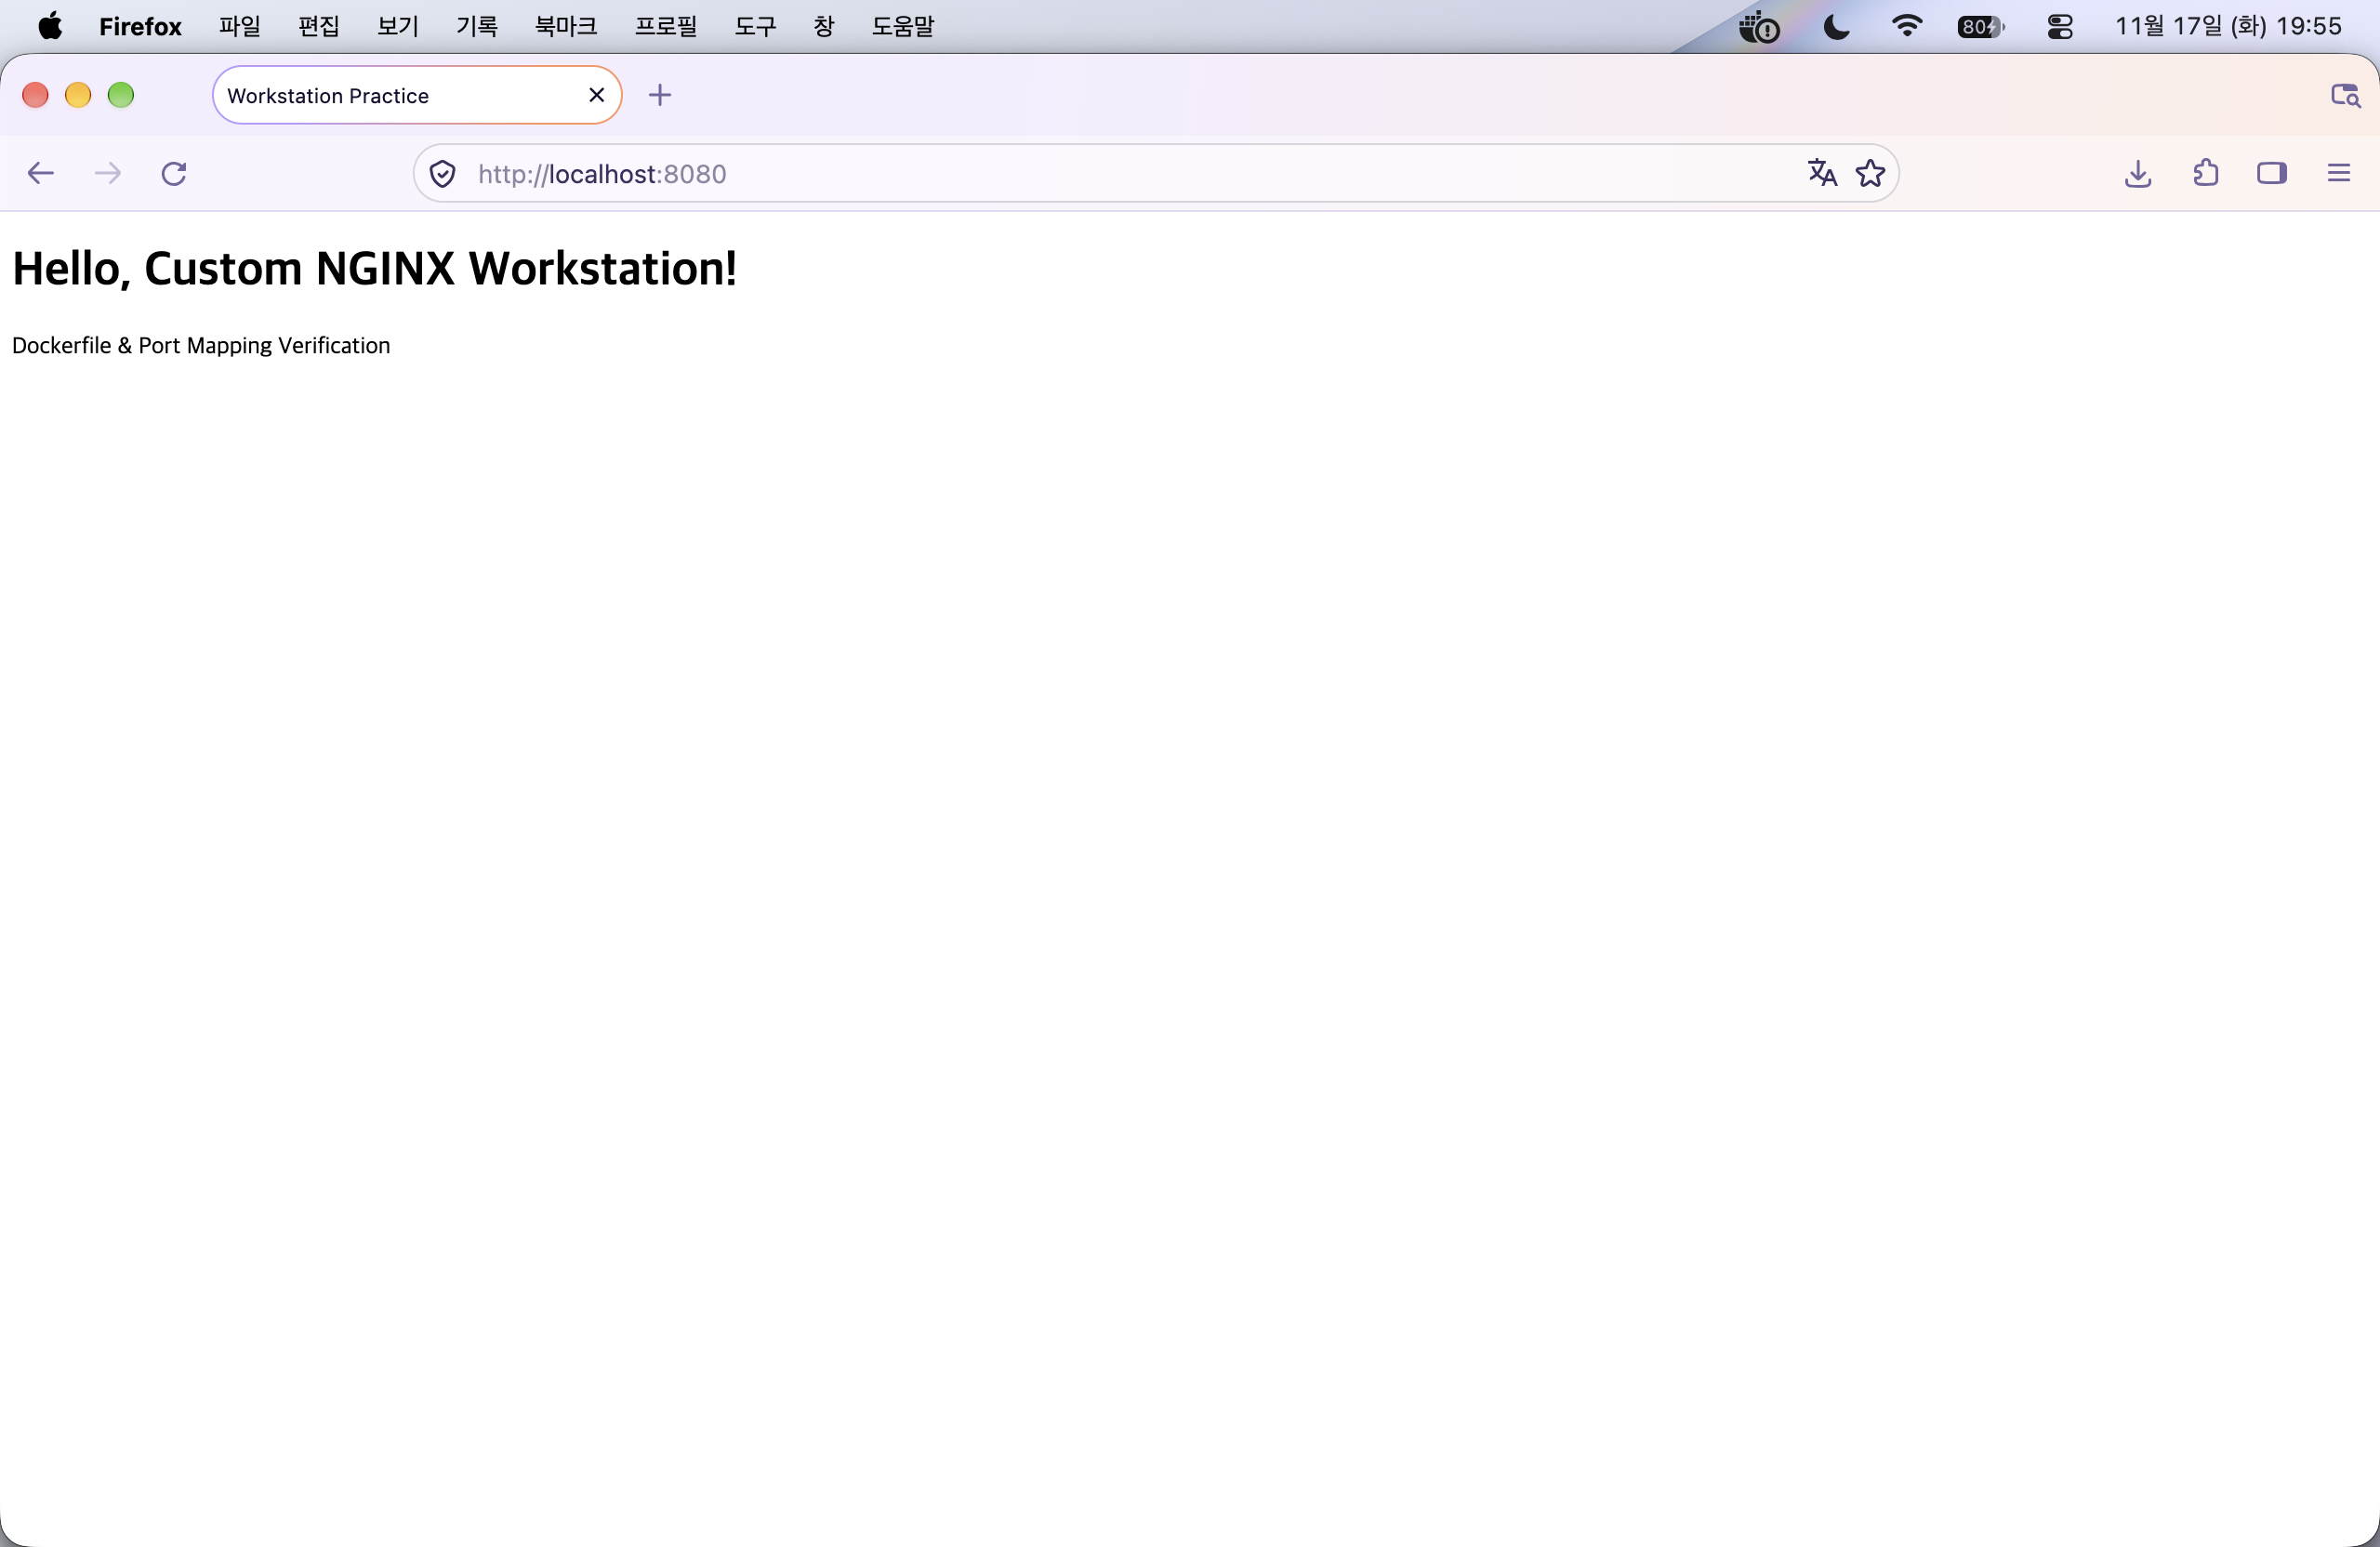 Firefox 파일 편집 보기 기록 북마크 프로필 도구 창 도움말 80 11월 17일 (화) 19:55
Workstation Practice
http://localhost:8080
Hello, Custom NGINX Workstation!
Dockerfile & Port Mapping Verification